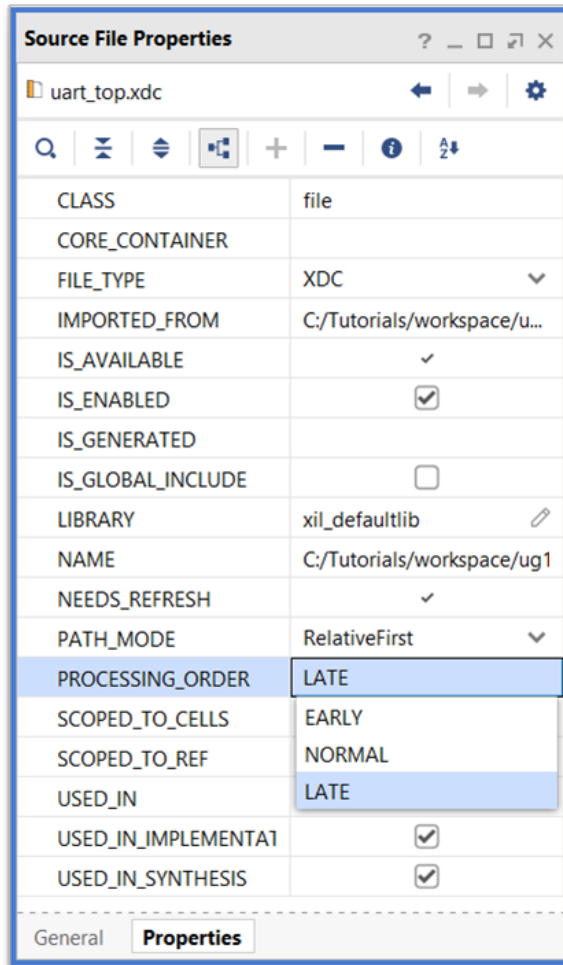 Source File Properties
uart_top.xdc
CLASS file
CORE_CONTAINER
FILE_TYPE XDC
IMPORTED_FROM C:/Tutorials/workspace/u...
IS_AVAILABLE
IS_ENABLED
IS_GENERATED
IS_GLOBAL_INCLUDE
LIBRARY xil_defaultlib
NAME C:/Tutorials/workspace/ug1
NEEDS_REFRESH
PATH_MODE RelativeFirst
PROCESSING_ORDER LATE
SCOPED_TO_CELLS EARLY
SCOPED_TO_REF NORMAL
USED_IN LATE
USED_IN_IMPLEMENTAT
USED_IN_SYNTHESIS
General Properties